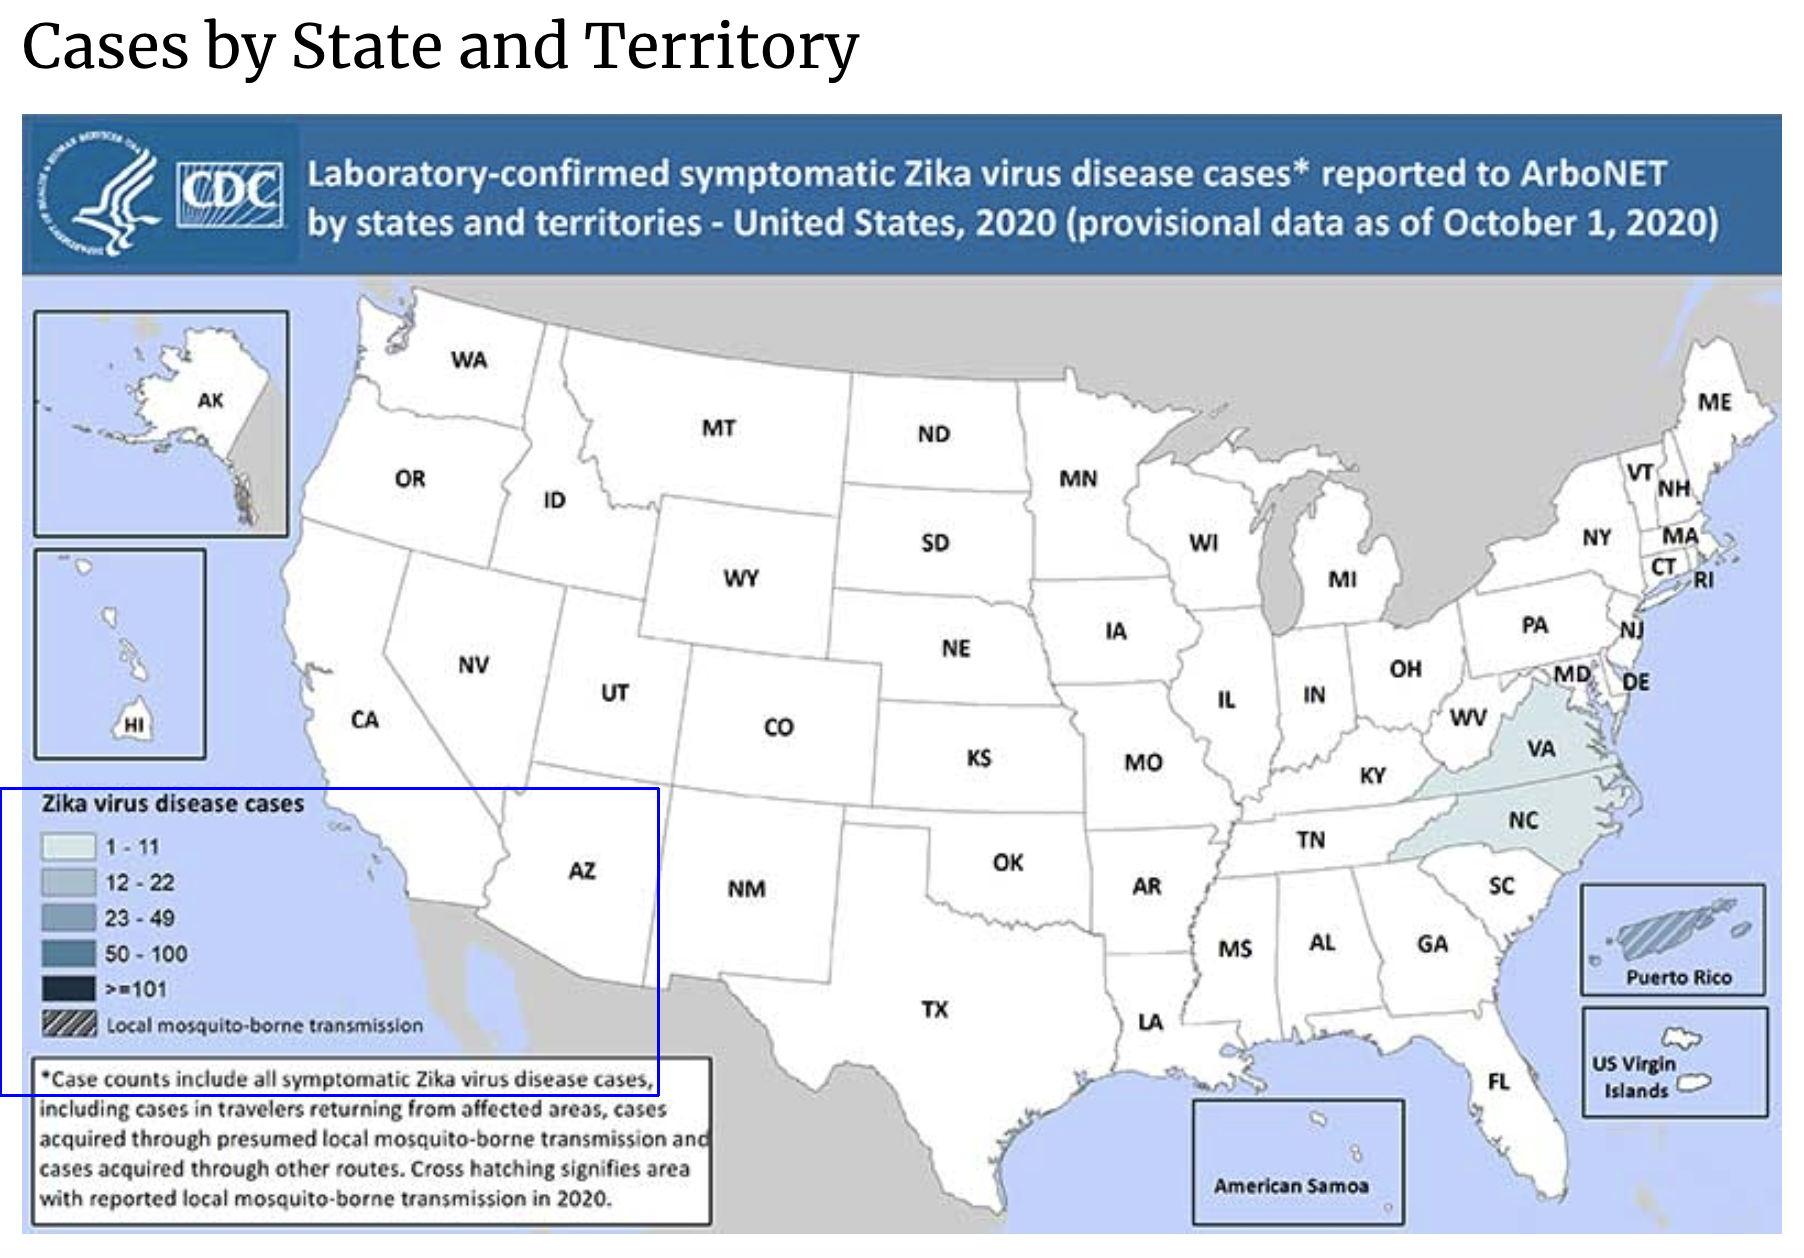 Cases by State and Territory
CDC
Laboratory-confirmed symptomatic Zika virus disease cases* reported to ArboNET
by states and territories - United States, 2020 (provisional data as of October 1, 2020)
AK
HI
WA
OR
CA
ID
NV
MT
WY
UT
AZ
CO
NM
ND
SD
NE
KS
OK
TX
MN
IA
MO
AR
LA
WI
IL
MS
MI
IN
KY
TN
AL
OH
GA
FL
WV
VA
NC
SC
PA
NY
MD
DE
NJ
CT
RI
MA
VT
NH
ME
Puerto Rico
US Virgin
Islands
American Samoa
Zika virus disease cases
1 - 11
12 - 22
23 - 49
50 - 100
>=101
Local mosquito-borne transmission
*Case counts include all symptomatic Zika virus disease cases,
including cases in travelers returning from affected areas, cases
acquired through presumed local mosquito-borne transmission and
cases acquired through other routes. Cross hatching signifies area
with reported local mosquito-borne transmission in 2020.